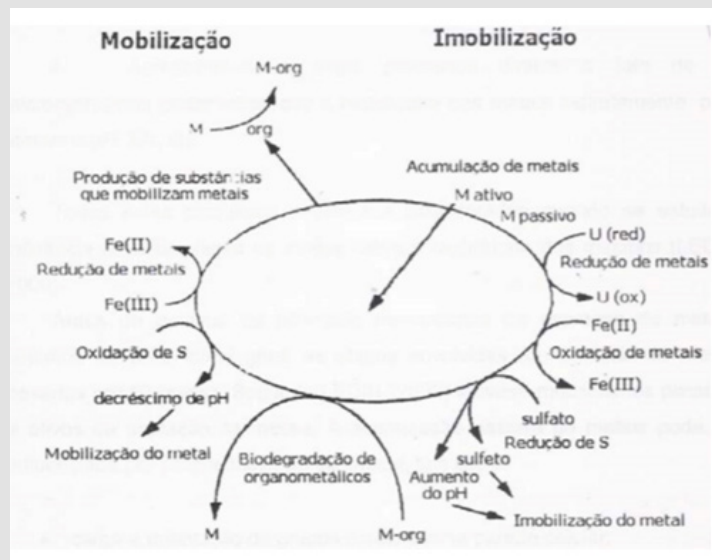 Mobilização
Imobilização
M-org
M
org
Produção de substâncias
que mobilizam metais
Acumulação de metais
M ativo
M passivo
Fe(II)
Redução de metais
Fe(III)
Oxidação de S
decréscimo de pH
Mobilização do metal
U (red)
Redução de metais
U (ox)
Fe(II)
Oxidação de metais
Fe(III)
sulfato
Redução de S
sulfeto
Aumento
do pH
Imobilização do metal
Biodegradação de
organometálicos
M
M-org